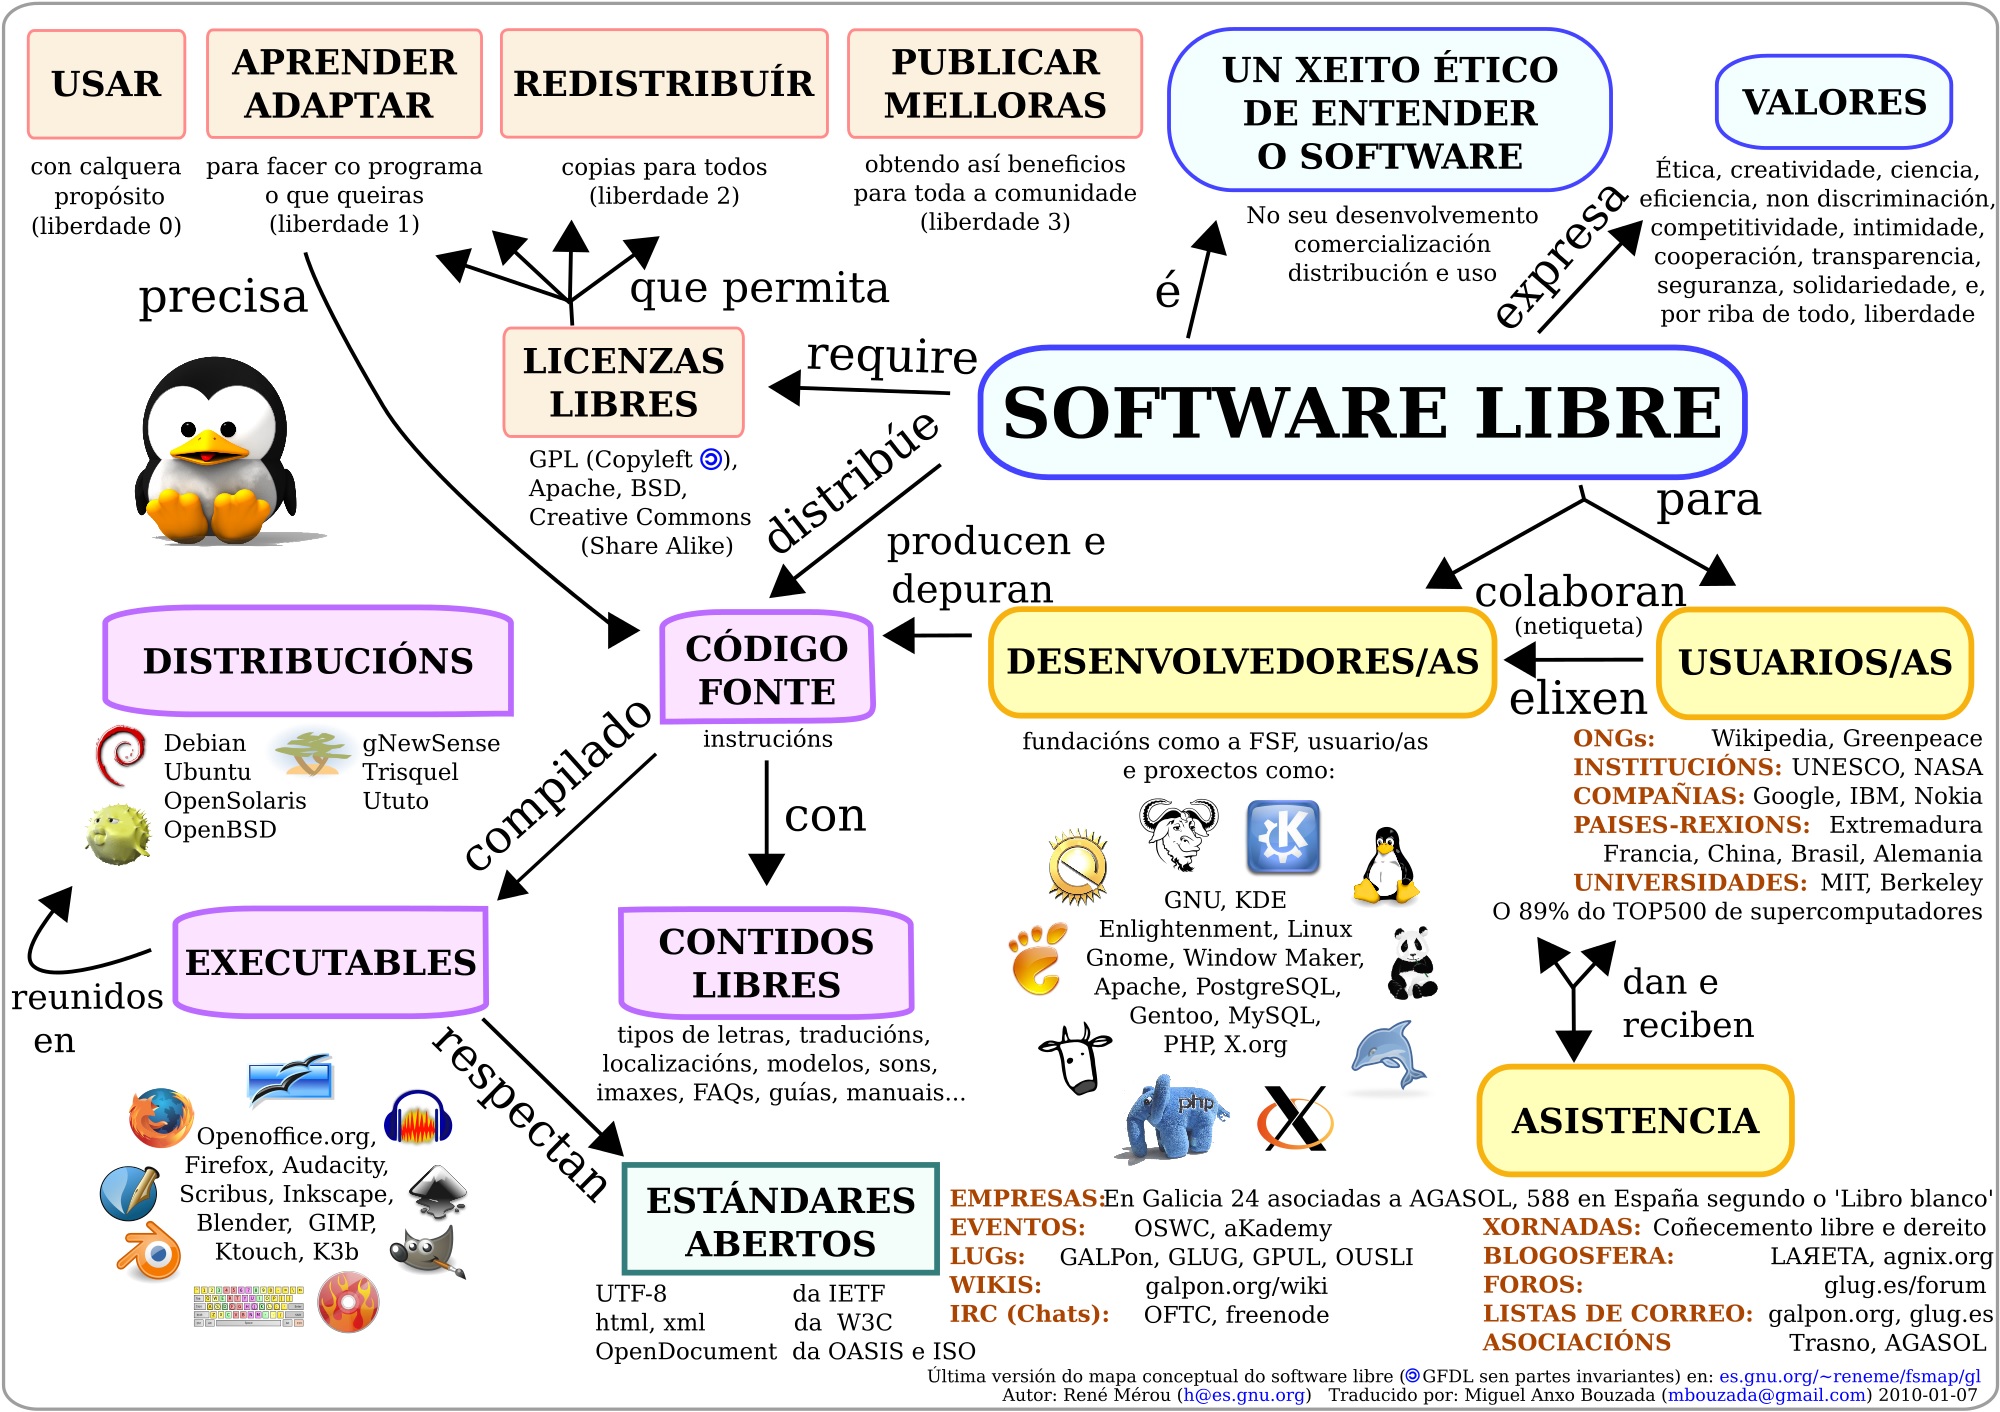 USAR
con calquera
propósito
(liberdade 0)
APRENDER
ADAPTAR
para facer co programa
o que queiras
(liberdade 1)
REDISTRIBUÍR
copias para todos
(liberdade 2)
PUBLICAR
MELLORAS
obtendo así beneficios
para toda a comunidade
(liberdade 3)
UN XEITO ÉTICO
DE ENTENDER
O SOFTWARE
No seu desenvolvemento
comercialización
distribución e uso
VALORES
Ética, creatividade, ciencia,
eficiencia, non discriminación,
competitividade, intimidade,
cooperación, transparencia,
seguranza, solidariedade, e,
por riba de todo, liberdade
precisa
que permita
é
expresa
LICENZAS
LIBRES
GPL (Copyleft ),
Apache, BSD,
Creative Commons
(Share Alike)
require
SOFTWARE LIBRE
distribúe
para
producen e
depuran
colaboran
(netiqueta)
elixen
DISTRIBUCIÓNS
Debian
Ubuntu
OpenSolaris
OpenBSD
gNewSense
Trisquel
Ututo
CÓDIGO
FONTE
instrucións
DESENVOLVEDORES/AS
fundacións como a FSF, usuario/as
e proxectos como:
GNU, KDE
Enlightenment, Linux
Gnome, Window Maker,
Apache, PostgreSQL,
Gentoo, MySQL,
PHP, X.org
php
USUARIOS/AS
ONGs: Wikipedia, Greenpeace
INSTITUCIÓNS: UNESCO, NASA
COMPAÑIAS: Google, IBM, Nokia
PAISES-REXIONS: Extremadura
Francia, China, Brasil, Alemania
UNIVERSIDADES: MIT, Berkeley
O 89% do TOP500 de supercomputadores
compilado
con
dan e
reciben
reunidos
en
EXECUTABLES
Openoffice.org,
Firefox, Audacity,
Scribus, Inkscape,
Blender, GIMP,
Ktouch, K3b
CONTIDOS
LIBRES
tipos de letras, traducións,
localizacións, modelos, sons,
imaxes, FAQs, guías, manuais...
respectan
ESTÁNDARES
ABERTOS
UTF-8 da IETF
html, xml da W3C
OpenDocument da OASIS e ISO
ASISTENCIA
EMPRESAS:En Galicia 24 asociadas a AGASOL, 588 en España segundo o 'Libro blanco'
EVENTOS: OSWC, aKademy
LUGs: GALPon, GLUG, GPUL, OUSLI
WIKIS: galpon.org/wiki
IRC (Chats): OFTC, freenode
XORNADAS: Coñecemento libre e dereito
BLOGOSFERA: LAЯETA, agnix.org
FOROS: glug.es/forum
LISTAS DE CORREO: galpon.org, glug.es
ASOCIACIÓNS Trasno, AGASOL
Última versión do mapa conceptual do software libre (GFDL sen partes invariantes) en: es.gnu.org/~reneme/fsmap/gl
Autor: René Mérou (h@es.gnu.org) Traducido por: Miguel Anxo Bouzada (mbouzada@gmail.com) 2010-01-07